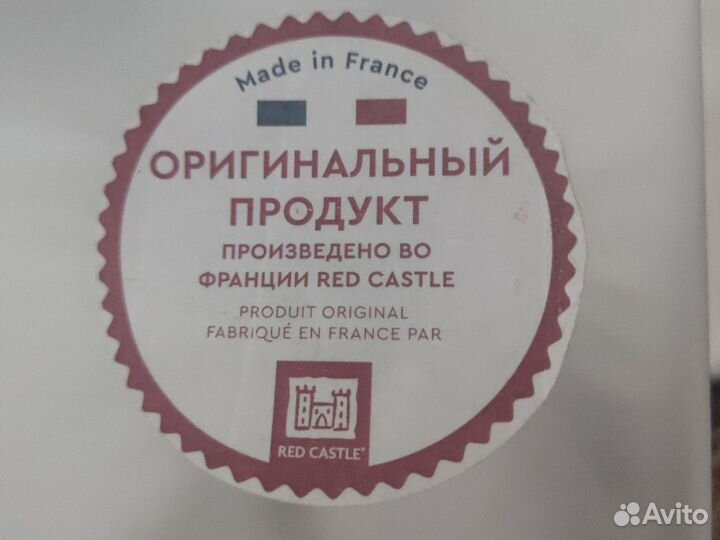 Made in France
ОРИГИНАЛЬНЫЙ
ПРОДУКТ
ПРОИЗВЕДЕНО ВО
ФРАНЦИИ RED CASTLE
PRODUIT ORIGINAL
FABRIQUÉ EN FRANCE PAR
RED CASTLE®
Avito